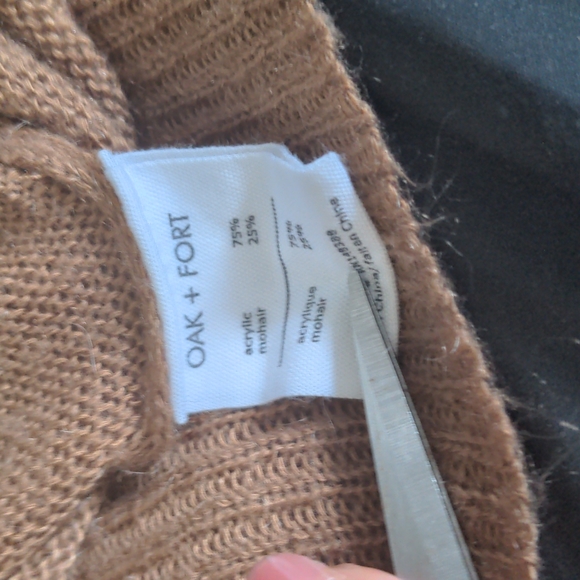 OAK + FORT
acrylic 75%
mohair 25%
acrylique 75%
mohair 25%
China/fait en Chine